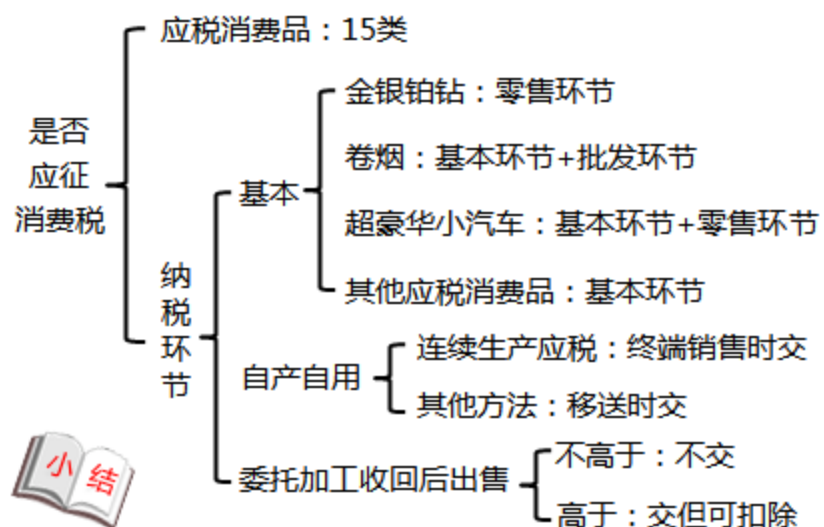 应税消费品：15类
是否
应征
消费税
金银铂钻：零售环节
卷烟：基本环节+批发环节
基本
超豪华小汽车：基本环节+零售环节
其他应税消费品：基本环节
纳
税
环
节
连续生产应税：终端销售时交
自产自用
其他方法：移送时交
委托加工收回后出售
不高于：不交
高于：交但可扣除
小结